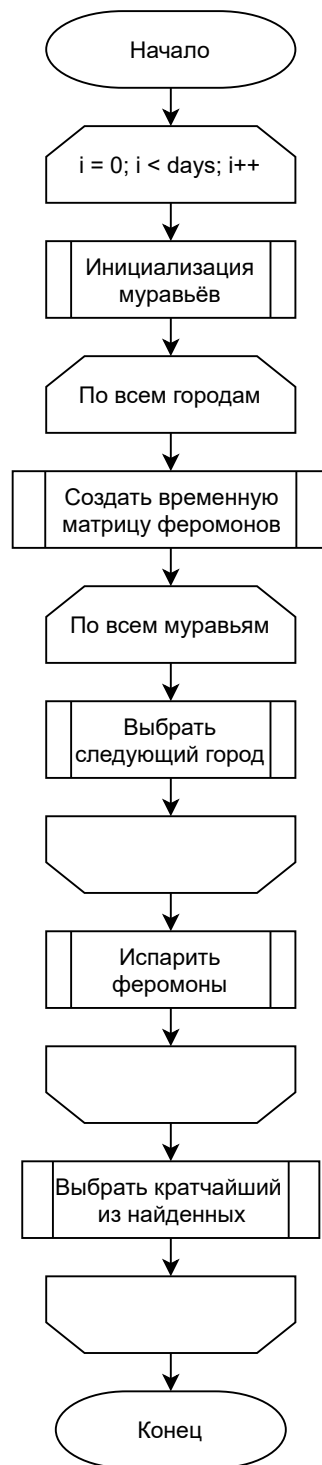 Начало
i = 0; i < days; i++
Инициализация
муравьёв
По всем городам
Создать временную
матрицу феромонов
По всем муравьям
Выбрать
следующий город
Испарить
феромоны
Выбрать кратчайший
из найденных
Конец